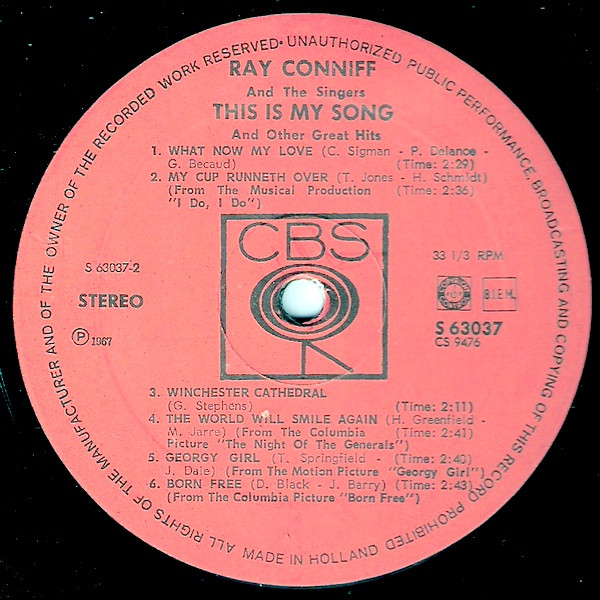 ALL RIGHTS OF THE MANUFACTURER AND OF THE OWNER OF THE RECORDED WORK RESERVED · UNAUTHORIZED PUBLIC PERFORMANCE, BROADCASTING AND COPYING OF THIS RECORD PROHIBITED
RAY CONNIFF
And The Singers
THIS IS MY SONG
And Other Great Hits
1. WHAT NOW MY LOVE (C. Sigman - P. Delanoe -
G. Becaud) (Time: 2:29)
2. MY CUP RUNNETH OVER (T. Jones - H. Schmidt)
(From The Musical Production (Time: 2:36)
"I Do, I Do")
CBS
S 63037-2
33 1/3 RPM
STEREO
B.I.E.M.
℗ 1967
S 63037
CS 9476
3. WINCHESTER CATHEDRAL
(G. Stephens) (Time: 2:11)
4. THE WORLD WILL SMILE AGAIN (H. Greenfield -
M. Jarre) (From The Columbia (Time: 2:41)
Picture "The Night Of The Generals")
5. GEORGY GIRL (T. Springfield - (Time: 2:40)
J. Dale) (From The Motion Picture "Georgy Girl")
6. BORN FREE (D. Black - J. Barry) (Time: 2:43)
(From The Columbia Picture "Born Free")
MADE IN HOLLAND